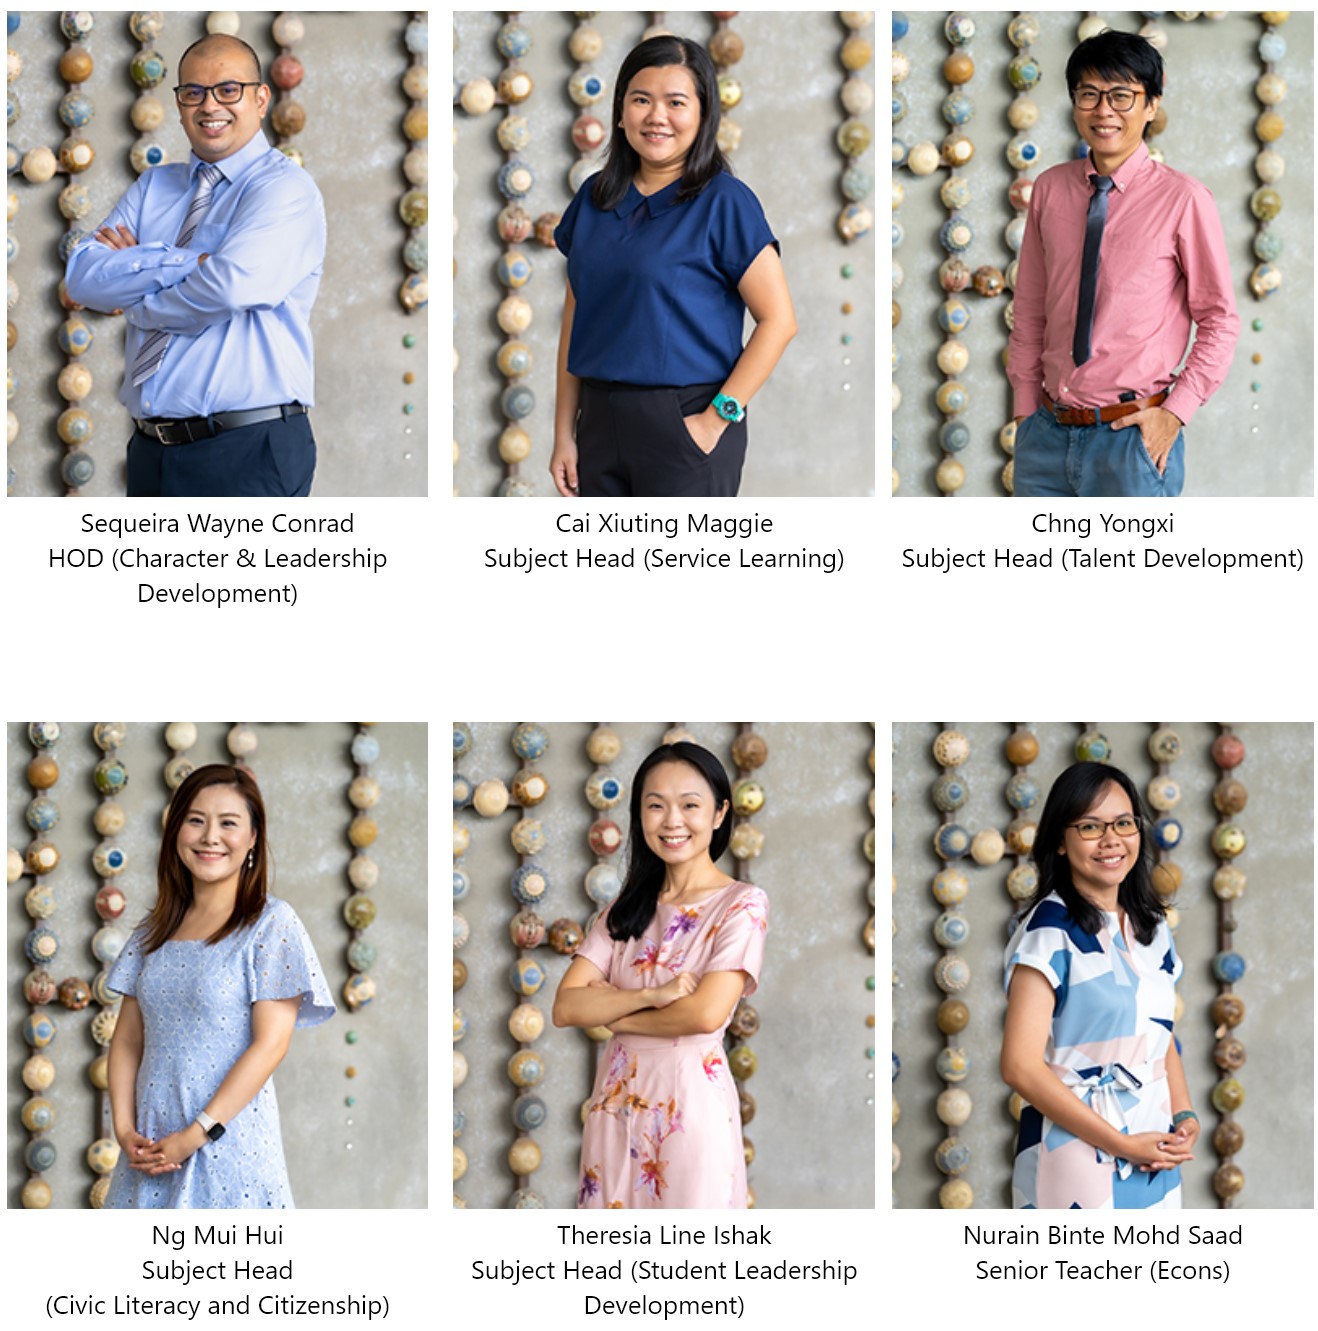 Sequeira Wayne Conrad
HOD (Character & Leadership
Development)
Cai Xiuting Maggie
Subject Head (Service Learning)
Chng Yongxi
Subject Head (Talent Development)
Ng Mui Hui
Subject Head
(Civic Literacy and Citizenship)
Theresia Line Ishak
Subject Head (Student Leadership
Development)
Nurain Binte Mohd Saad
Senior Teacher (Econs)